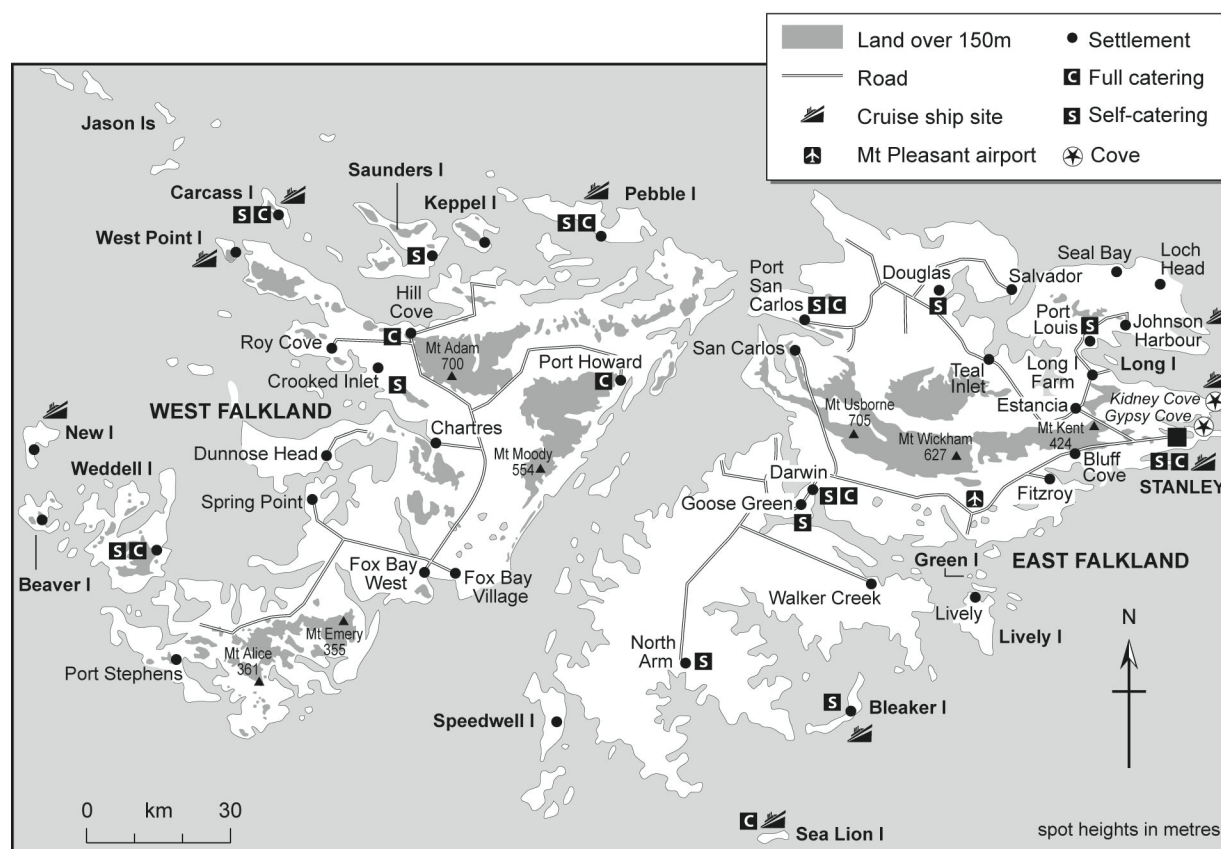 Land over 150m
Settlement
Road
C Full catering
Cruise ship site
S Self-catering
Mt Pleasant airport
Cove
Jason Is
Saunders I
Carcass I
S C
Keppel I
Pebble I
S C
West Point I
S
Hill
Cove
C
Roy Cove
Mt Adam
700
Crooked Inlet
S
Port Howard
C
WEST FALKLAND
New I
Chartres
Dunnose Head
Mt Moody
554
Weddell I
Spring Point
S C
Beaver I
Fox Bay
West
Fox Bay
Village
Mt Emery
355
Mt Alice
361
Port Stephens
Port
San
Carlos
S C
Douglas
S
Salvador
Seal Bay
Loch
Head
Port
Louis
S
Johnson
Harbour
San Carlos
Teal
Inlet
Long I
Farm
Long I
Mt Usborne
705
Estancia
Kidney Cove
Gypsy Cove
Mt Wickham
627
Mt Kent
424
Bluff
Cove
S C
STANLEY
Darwin
S C
Goose Green
S
Fitzroy
Green I
EAST FALKLAND
Walker Creek
Lively
Lively I
N
North
Arm
S
Speedwell I
S
Bleaker I
C
Sea Lion I
0 km 30
spot heights in metres